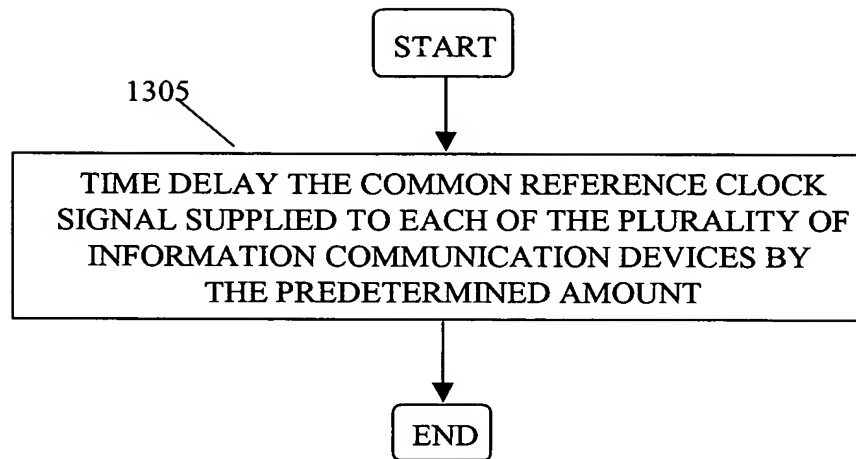 START
1305
TIME DELAY THE COMMON REFERENCE CLOCK
SIGNAL SUPPLIED TO EACH OF THE PLURALITY OF
INFORMATION COMMUNICATION DEVICES BY
THE PREDETERMINED AMOUNT
END